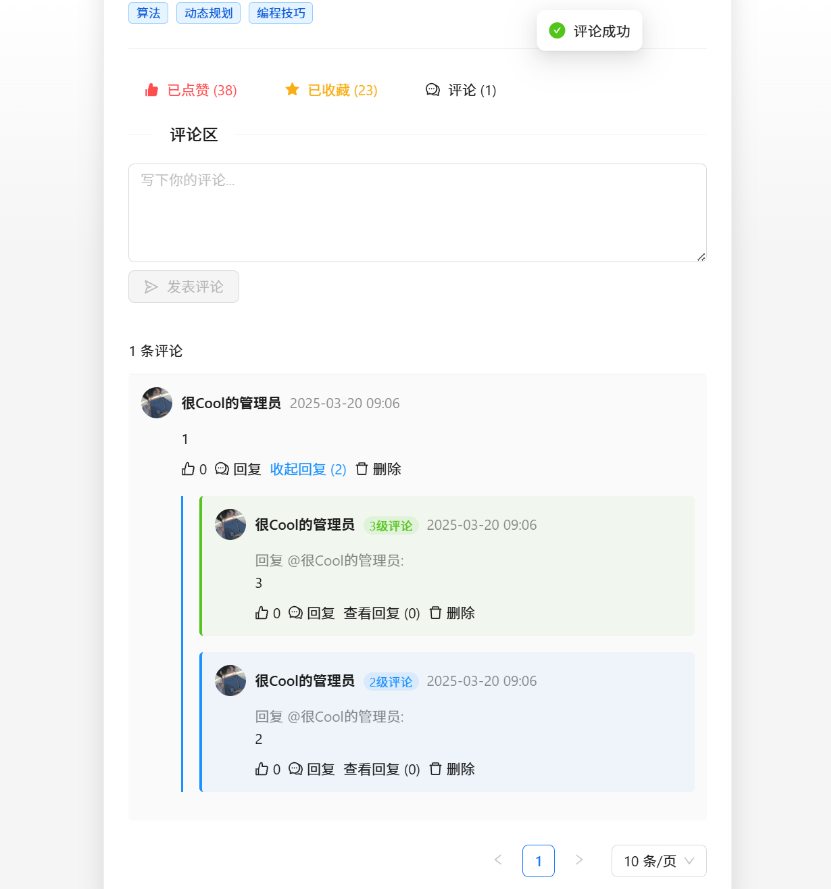 算法 动态规划 编程技巧
评论成功
已点赞 (38) 已收藏 (23) 评论 (1)
评论区
写下你的评论...
发表评论
1 条评论
很Cool的管理员 2025-03-20 09:06
1
0 回复 收起回复 (2) 删除
很Cool的管理员 3级评论 2025-03-20 09:06
回复 @很Cool的管理员:
3
0 回复 查看回复 (0) 删除
很Cool的管理员 2级评论 2025-03-20 09:06
回复 @很Cool的管理员:
2
0 回复 查看回复 (0) 删除
1 10 条/页